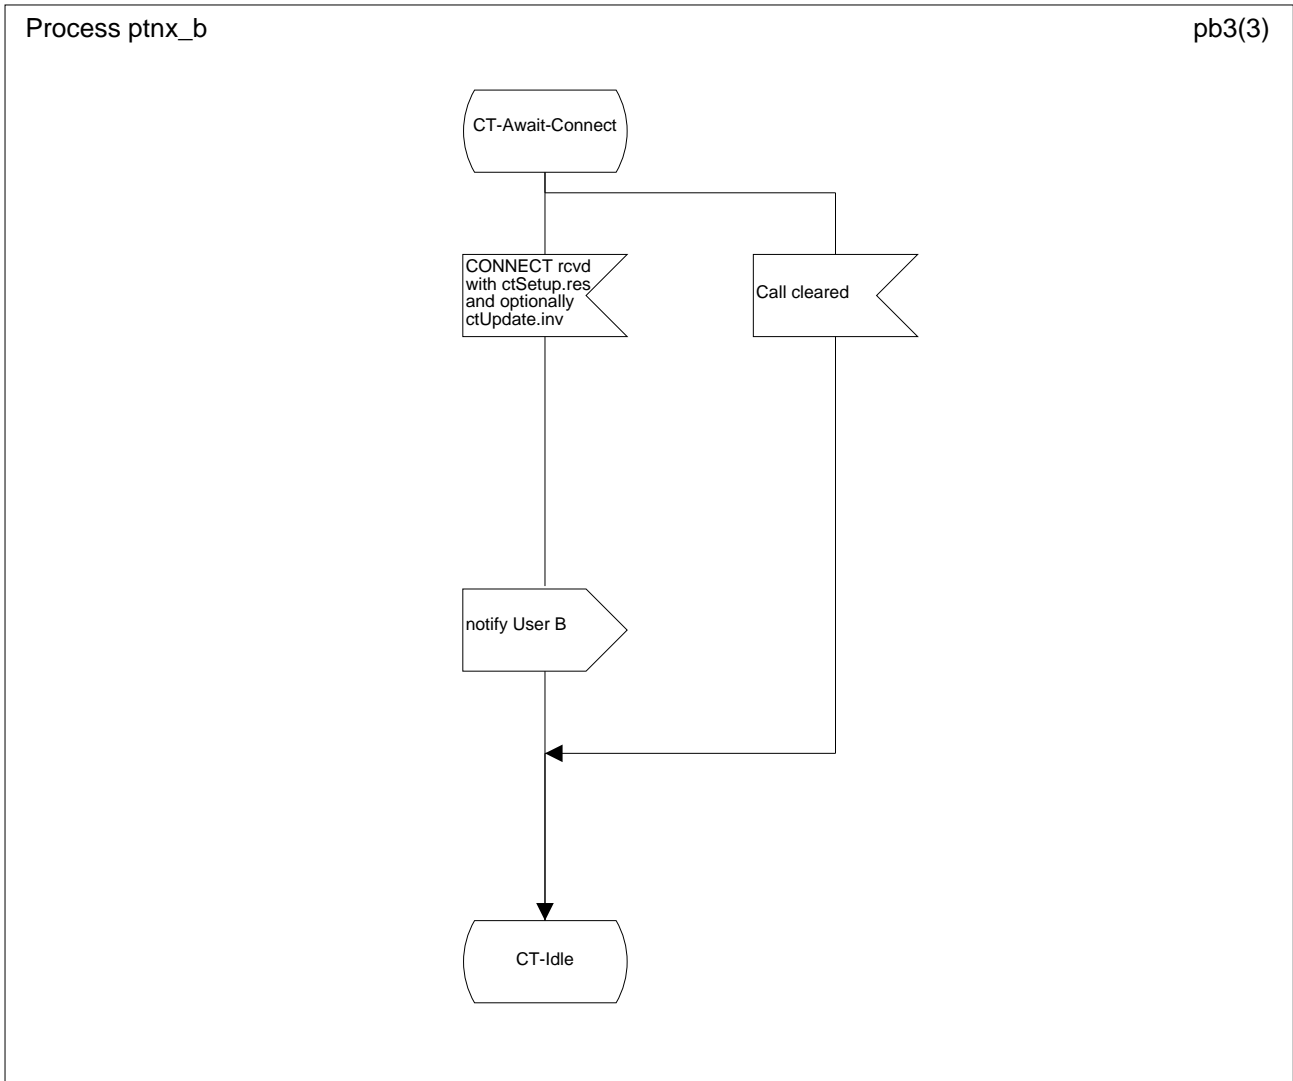 Process ptnx_b
pb3(3)
CT-Await-Connect
CONNECT rcvd
with ctSetup.res
and optionally
ctUpdate.inv
Call cleared
notify User B
CT-Idle